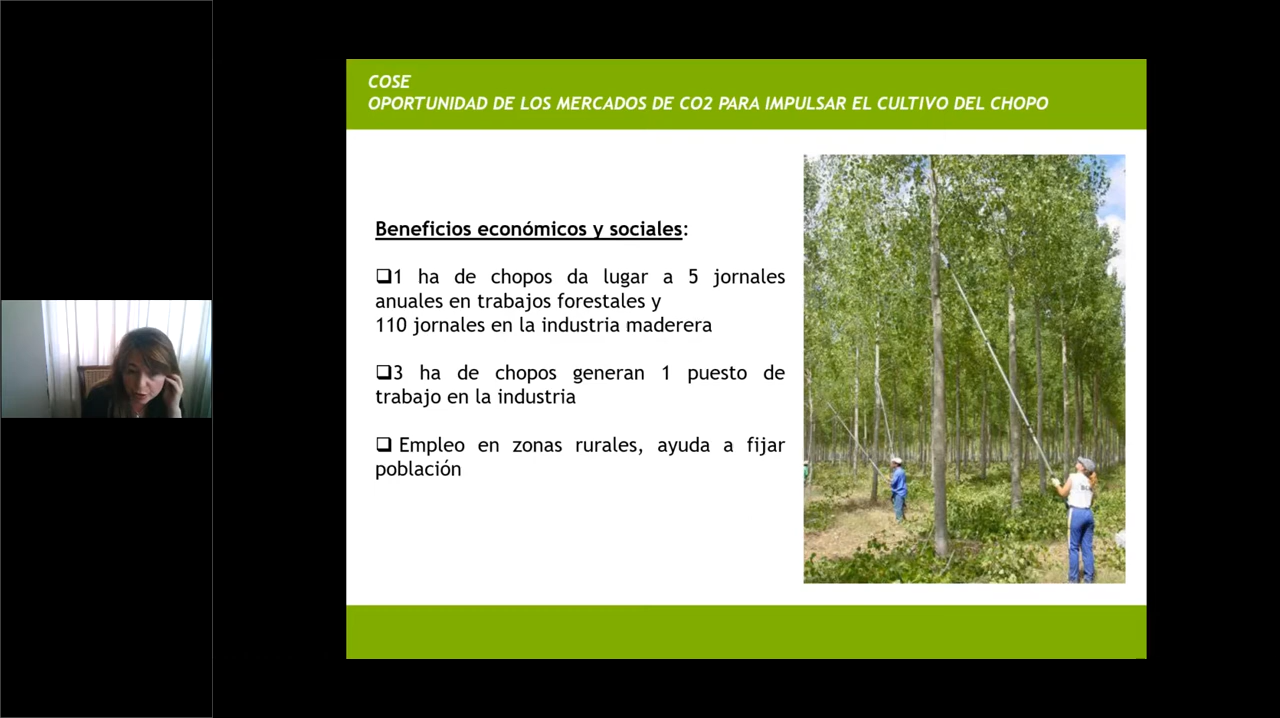 COSE
OPORTUNIDAD DE LOS MERCADOS DE CO2 PARA IMPULSAR EL CULTIVO DEL CHOPO
Beneficios económicos y sociales:
❑1 ha de chopos da lugar a 5 jornales
anuales en trabajos forestales y
110 jornales en la industria maderera
❑3 ha de chopos generan 1 puesto de
trabajo en la industria
❑ Empleo en zonas rurales, ayuda a fijar
población